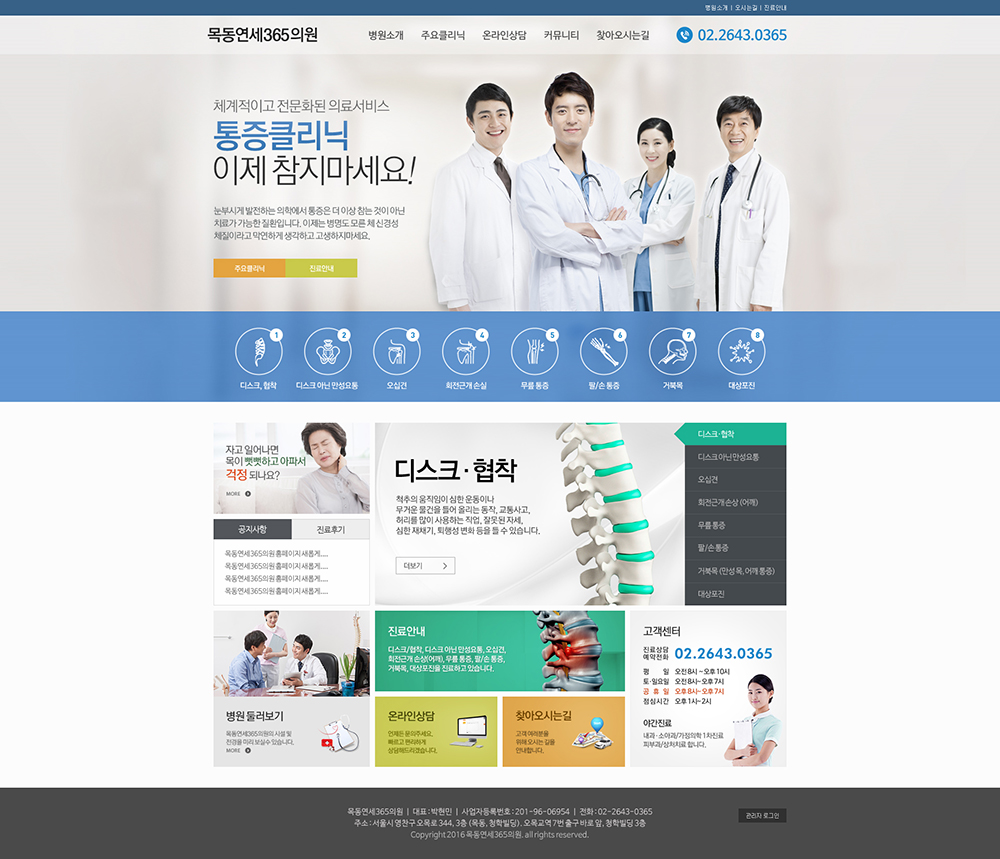 병원소개 | 오시는길 | 진료안내
목동연세365의원
병원소개 주요클리닉 온라인상담 커뮤니티 찾아오시는길
02.2643.0365
체계적이고 전문화된 의료서비스
통증클리닉
이제 참지마세요!
눈부시게 발전하는 의학에서 통증은 더 이상 참는 것이 아닌
치료가 가능한 질환입니다. 이제는 병명도 모른 체 신경성
체질이라고 막연하게 생각하고 고생하지마세요.
주요클리닉 진료안내
1 2 3 4 5 6 7 8
디스크, 협착 디스크 아닌 만성요통 오십견 회전근개 손실 무릎 통증 팔/손 통증 거북목 대상포진
자고 일어나면
목이 뻣뻣하고 아파서
걱정 되나요?
MORE
공지사항 진료후기
목동연세365의원 홈페이지 새롭게....
목동연세365의원 홈페이지 새롭게....
목동연세365의원 홈페이지 새롭게....
목동연세365의원 홈페이지 새롭게....
디스크·협착
척추의 움직임이 심한 운동이나
무거운 물건을 들어 올리는 동작, 교통사고,
허리를 많이 사용하는 직업, 잘못된 자세,
심한 재채기, 퇴행성 변화 등을 들 수 있습니다.
더보기
디스크·협착
디스크아닌만성요통
오십견
회전근개손상 (어깨)
무릎통증
팔/손통증
거북목 (만성 목, 어깨 통증)
대상포진
병원 둘러보기
목동연세365의원의 시설 및
전경을 미리 보실수 있습니다.
MORE
진료안내
디스크/협착, 디스크 아닌 만성요통, 오십견,
회전근개 손상(어깨), 무릎 통증, 팔/손 통증,
거북목, 대상포진을 진료하고 있습니다.
온라인상담
언제든 문의주세요.
빠르고 편리하게
상담해드리겠습니다.
찾아오시는길
고객 여러분을
위해 오시는 길을
안내합니다.
고객센터
진료상담
예약전화
02.2643.0365
평 일 오전 8시 ~ 오후 10시
토·일요일 오전 8시~ 오후 7시
공 휴 일 오후 8시~ 오후 7시
점심시간 오후 1시~2시
야간진료
내과·소아과/가정의학 1차진료
피부과/상처치료 합니다.
목동연세365의원 | 대표 : 박현민 | 사업자등록번호 : 201-96-06954 | 전화 : 02-2643-0365
주소 : 서울시 영찬구 오목로 344, 3층 (목동, 청학빌딩) . 오목교역 7번 출구 바로 앞, 청학빌딩 3층
Copyright 2016 목동연세365의원. all rights reserved.
관리자 로그인